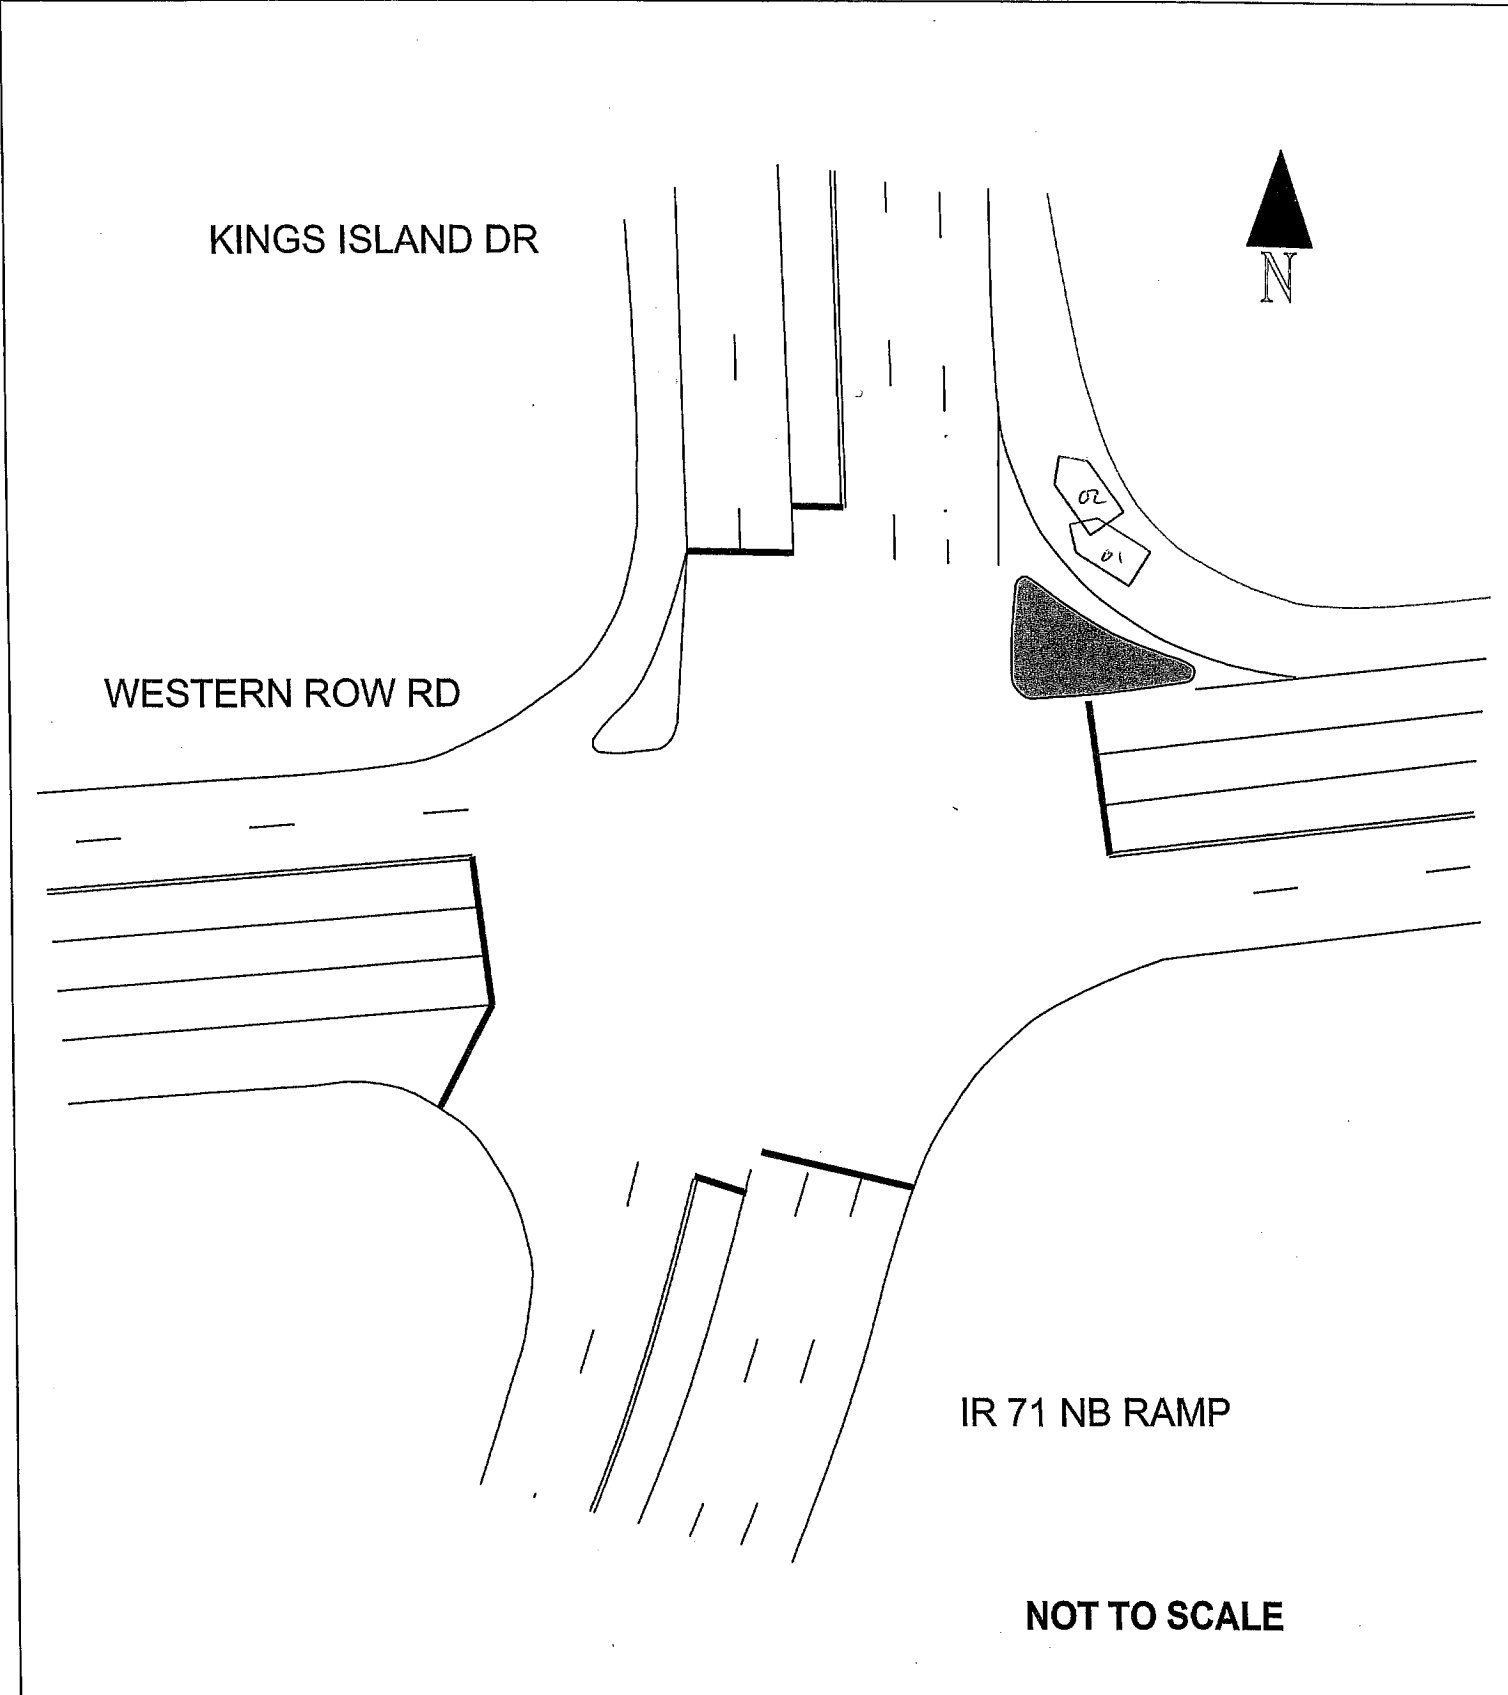 KINGS ISLAND DR
N
02
01
WESTERN ROW RD
IR 71 NB RAMP
NOT TO SCALE